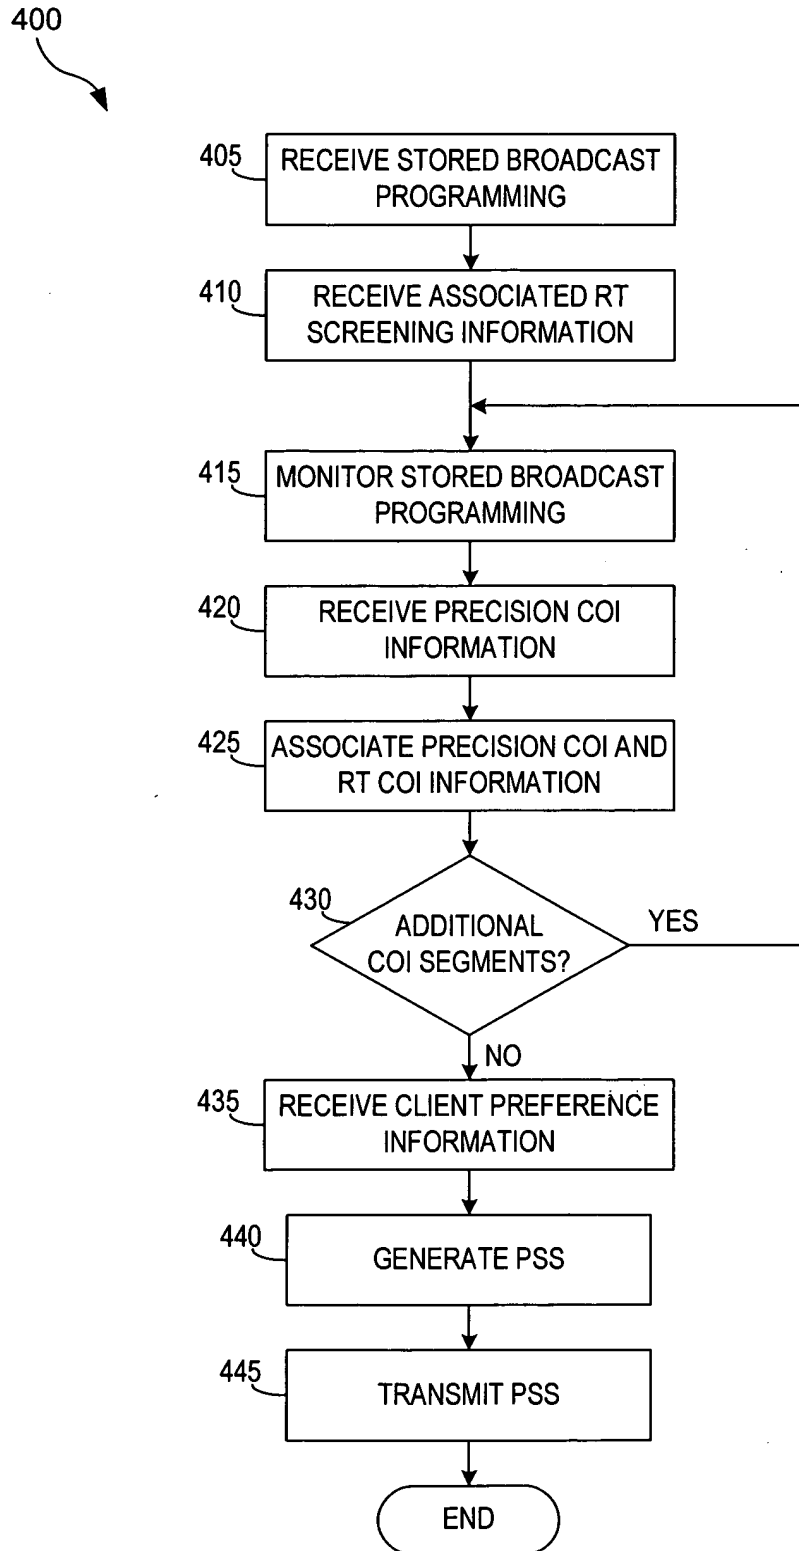 400
405
RECEIVE STORED BROADCAST
PROGRAMMING
410
RECEIVE ASSOCIATED RT
SCREENING INFORMATION
415
MONITOR STORED BROADCAST
PROGRAMMING
420
RECEIVE PRECISION COI
INFORMATION
425
ASSOCIATE PRECISION COI AND
RT COI INFORMATION
430
ADDITIONAL
COI SEGMENTS?
YES
NO
435
RECEIVE CLIENT PREFERENCE
INFORMATION
440
GENERATE PSS
445
TRANSMIT PSS
END